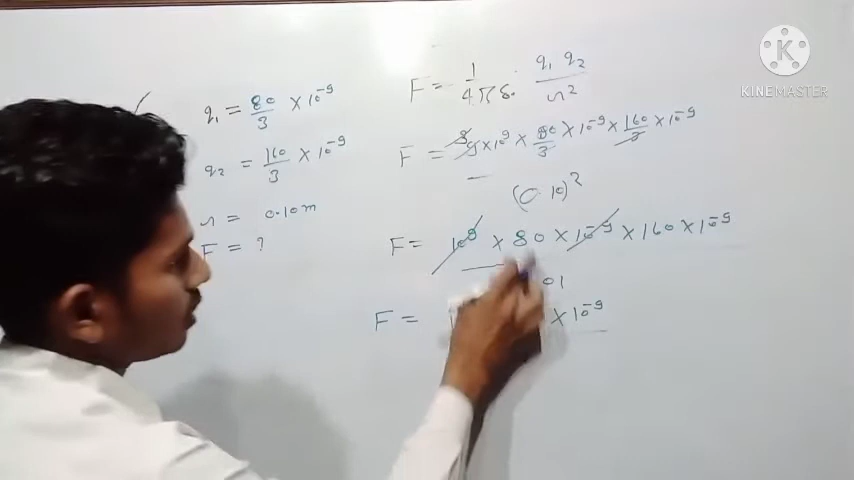 q₁ = 80/3 × 10⁻⁹
q₂ = 160/3 × 10⁻⁹
r = 0.10m
F = ?
F = 1/4πε₀ q₁ q₂/r²
F = 9×10⁹ × 80/3 × 10⁻⁹ × 160/3 × 10⁻⁹
(0.10)²
F = 10⁹ × 80 × 10⁻⁹ × 160 × 10⁻⁹
01
F = × 10⁻⁹
KINEMASTER